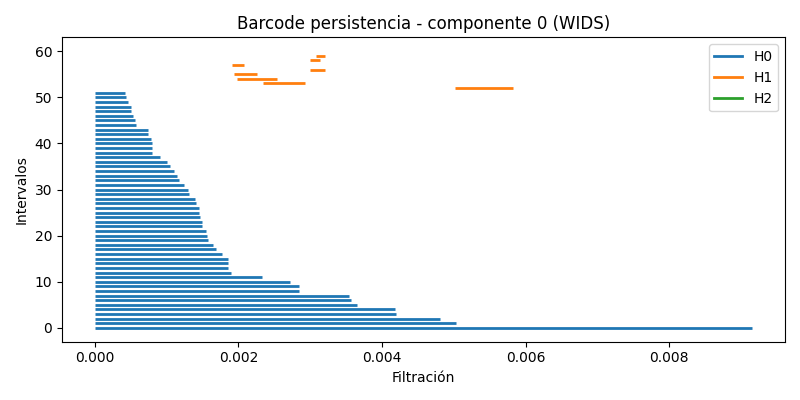 Barcode persistencia - componente 0 (WIDS)
H0
H1
H2
60
50
40
30
20
10
0
Intervalos
0.000
0.002
0.004
0.006
0.008
Filtración